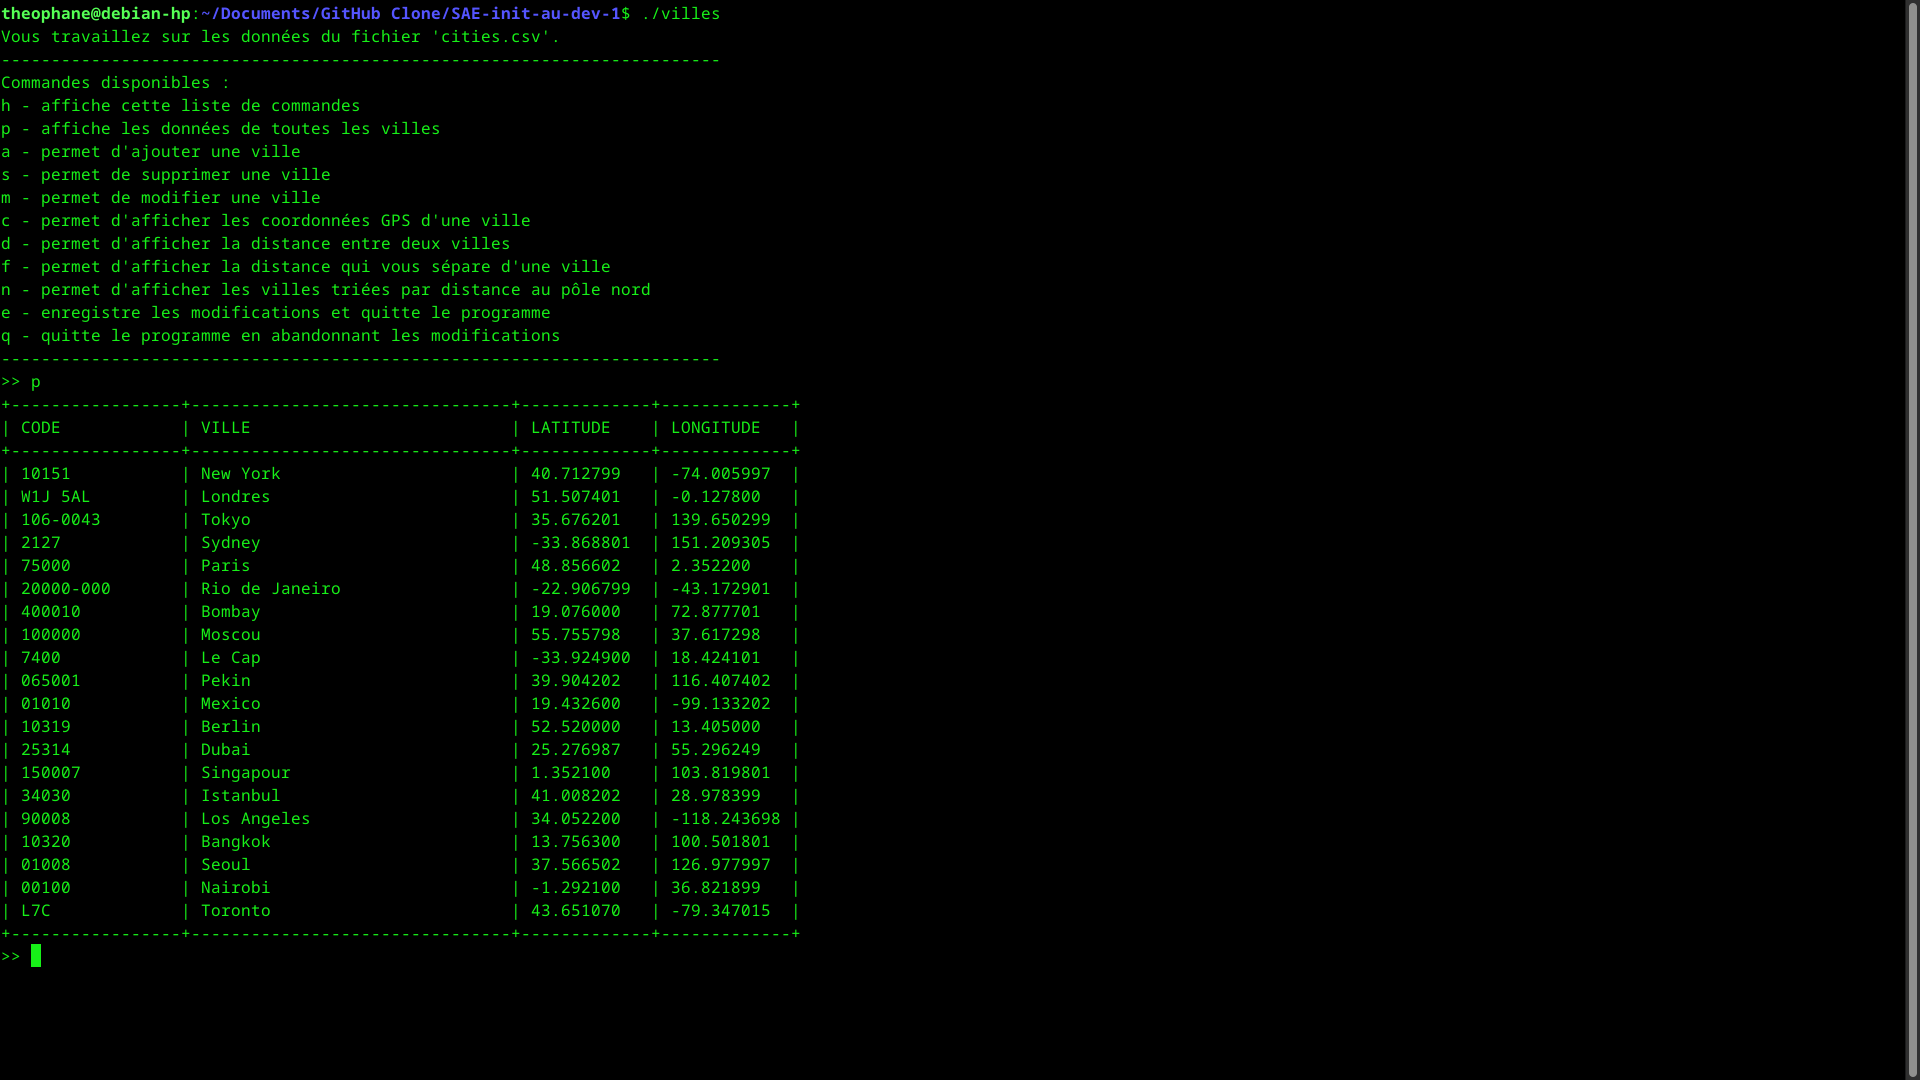 theophane@debian-hp:~/Documents/GitHub Clone/SAE-init-au-dev-1$ ./villes
Vous travaillez sur les données du fichier 'cities.csv'.
------------------------------------------------------------------------
Commandes disponibles :
h - affiche cette liste de commandes
p - affiche les données de toutes les villes
a - permet d'ajouter une ville
s - permet de supprimer une ville
m - permet de modifier une ville
c - permet d'afficher les coordonnées GPS d'une ville
d - permet d'afficher la distance entre deux villes
f - permet d'afficher la distance qui vous sépare d'une ville
n - permet d'afficher les villes triées par distance au pôle nord
e - enregistre les modifications et quitte le programme
q - quitte le programme en abandonnant les modifications
------------------------------------------------------------------------
>> p
+-----------------+--------------------------------+-------------+-------------+
| CODE            | VILLE                          | LATITUDE    | LONGITUDE   |
+-----------------+--------------------------------+-------------+-------------+
| 10151           | New York                       | 40.712799   | -74.005997  |
| W1J 5AL         | Londres                        | 51.507401   | -0.127800   |
| 106-0043        | Tokyo                          | 35.676201   | 139.650299  |
| 2127            | Sydney                         | -33.868801  | 151.209305  |
| 75000           | Paris                          | 48.856602   | 2.352200    |
| 20000-000       | Rio de Janeiro                 | -22.906799  | -43.172901  |
| 400010          | Bombay                         | 19.076000   | 72.877701   |
| 100000          | Moscou                         | 55.755798   | 37.617298   |
| 7400            | Le Cap                         | -33.924900  | 18.424101   |
| 065001          | Pekin                          | 39.904202   | 116.407402  |
| 01010           | Mexico                         | 19.432600   | -99.133202  |
| 10319           | Berlin                         | 52.520000   | 13.405000   |
| 25314           | Dubai                          | 25.276987   | 55.296249   |
| 150007          | Singapour                      | 1.352100    | 103.819801  |
| 34030           | Istanbul                       | 41.008202   | 28.978399   |
| 90008           | Los Angeles                    | 34.052200   | -118.243698 |
| 10320           | Bangkok                        | 13.756300   | 100.501801  |
| 01008           | Seoul                          | 37.566502   | 126.977997  |
| 00100           | Nairobi                        | -1.292100   | 36.821899   |
| L7C             | Toronto                        | 43.651070   | -79.347015  |
+-----------------+--------------------------------+-------------+-------------+
>>